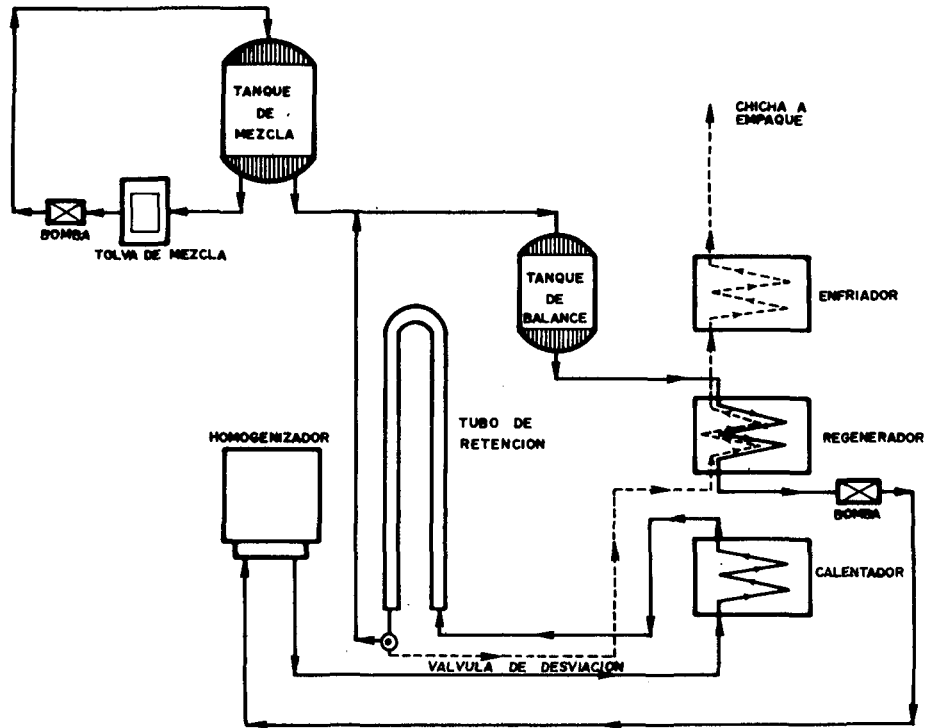 TANQUE
DE
MEZCLA
BOMBA
TOLVA DE MEZCLA
CHICHA A
EMPAQUE
TANQUE
DE
BALANCE
ENFRIADOR
TUBO DE
RETENCION
HOMOGENIZADOR
REGENERADOR
BOMBA
CALENTADOR
VALVULA DE DESVIACION